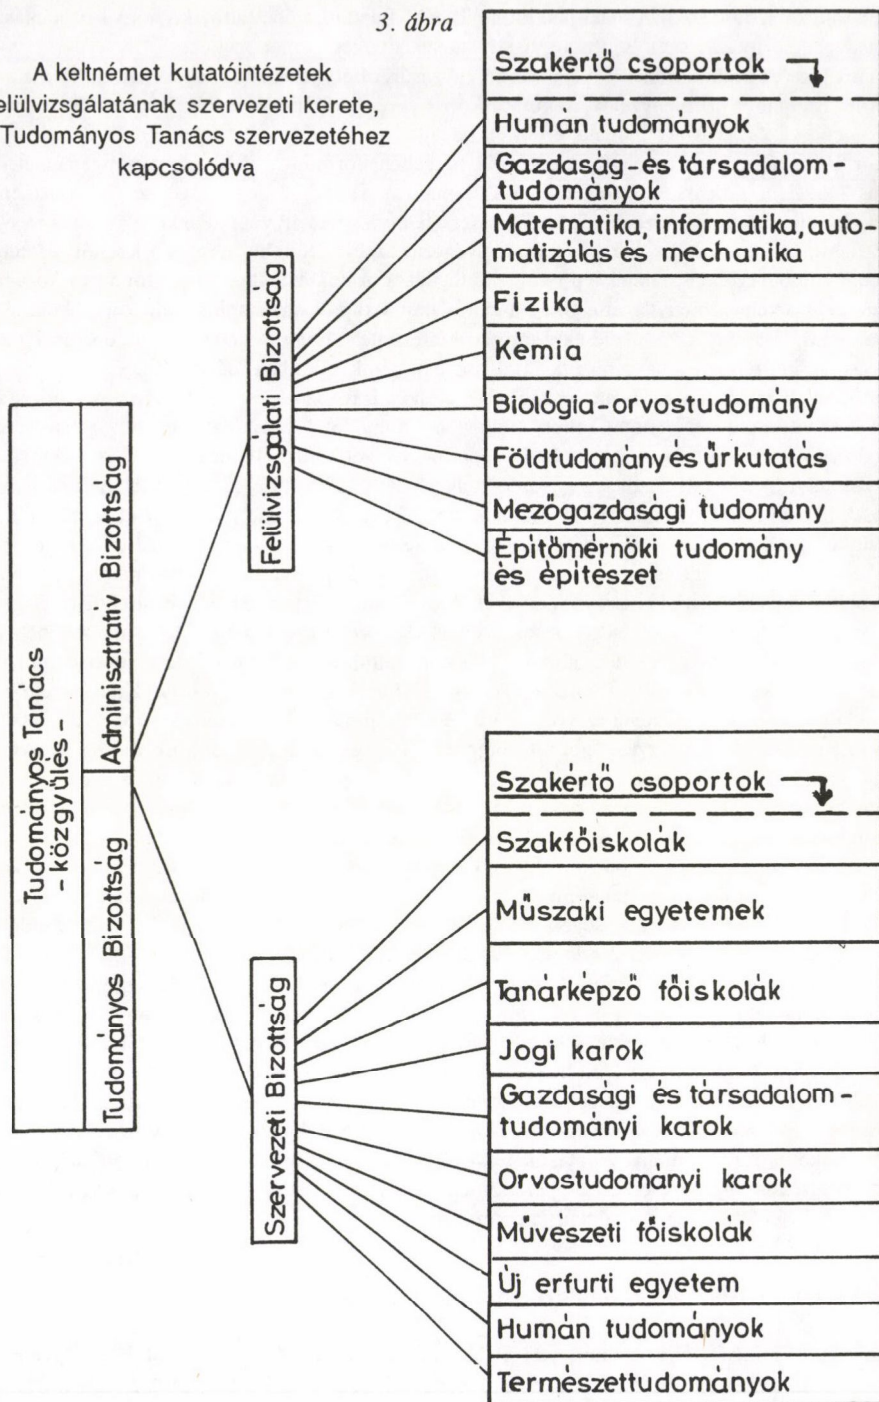 3. ábra
A keltnémet kutatóintézetek
elülvizsgálatának szervezeti kerete,
Tudományos Tanács szervezetéhez
kapcsolódva
Tudományos Tanács
- közgyűlés -
Adminisztratív Bizottság
Tudományos Bizottság
Felülvizsgálati Bizottság
Szakértő csoportok
Humán tudományok
Gazdaság-és társadalom-
tudományok
Matematika, informatika, auto-
matizálás és mechanika
Fizika
Kémia
Biológia-orvostudomány
Földtudomány és űrkutatás
Mezőgazdasági tudomány
Építőmérnöki tudomány
és építészet
Szervezeti Bizottság
Szakértő csoportok
Szakfőiskolák
Műszaki egyetemek
Tanárképző főiskolák
Jogi karok
Gazdasági és társadalom-
tudományi karok
Orvostudományi karok
Művészeti főiskolák
Új erfurti egyetem
Humán tudományok
Természettudományok